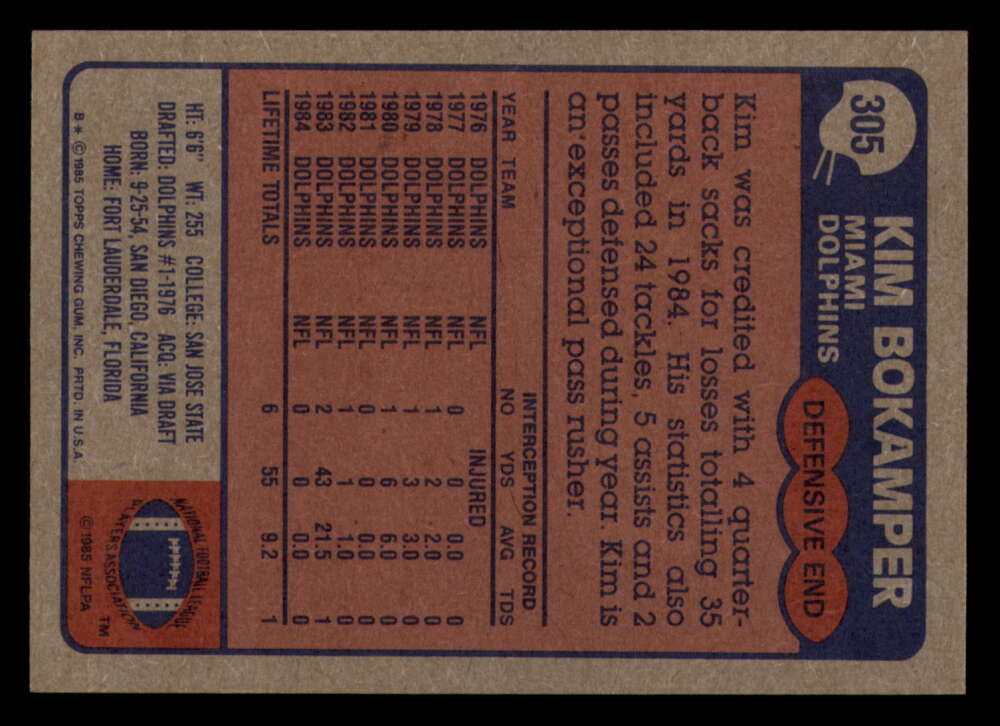 305
KIM BOKAMPER
MIAMI
DOLPHINS
DEFENSIVE END
Kim was credited with 4 quarter-
back sacks for losses totalling 35
yards in 1984. His statistics also
included 24 tackles, 5 assists and 2
passes defensed during year. Kim is
an exceptional pass rusher.
INTERCEPTION RECORD
YEAR TEAM NO YDS AVG TDS
1976 DOLPHINS NFL INJURED
1977 DOLPHINS NFL 0 0 0.0 0
1978 DOLPHINS NFL 1 2 2.0 0
1979 DOLPHINS NFL 1 3 3.0 0
1980 DOLPHINS NFL 1 6 6.0 0
1981 DOLPHINS NFL 0 0 0.0 0
1982 DOLPHINS NFL 1 1 1.0 0
1983 DOLPHINS NFL 2 43 21.5 1
1984 DOLPHINS NFL 0 0 0.0 0
LIFETIME TOTALS 6 55 9.2 1
HT: 6'6" WT: 255 COLLEGE: SAN JOSE STATE
DRAFTED: DOLPHINS #1-1976 ACQ: VIA DRAFT
BORN: 9-25-54, SAN DIEGO, CALIFORNIA
HOME: FORT LAUDERDALE, FLORIDA
B* © 1985 TOPPS CHEWING GUM, INC. PRTD. IN U.S.A.
NATIONAL FOOTBALL LEAGUE
PLAYERS ASSOCIATION
TM
© 1985 NFLPA